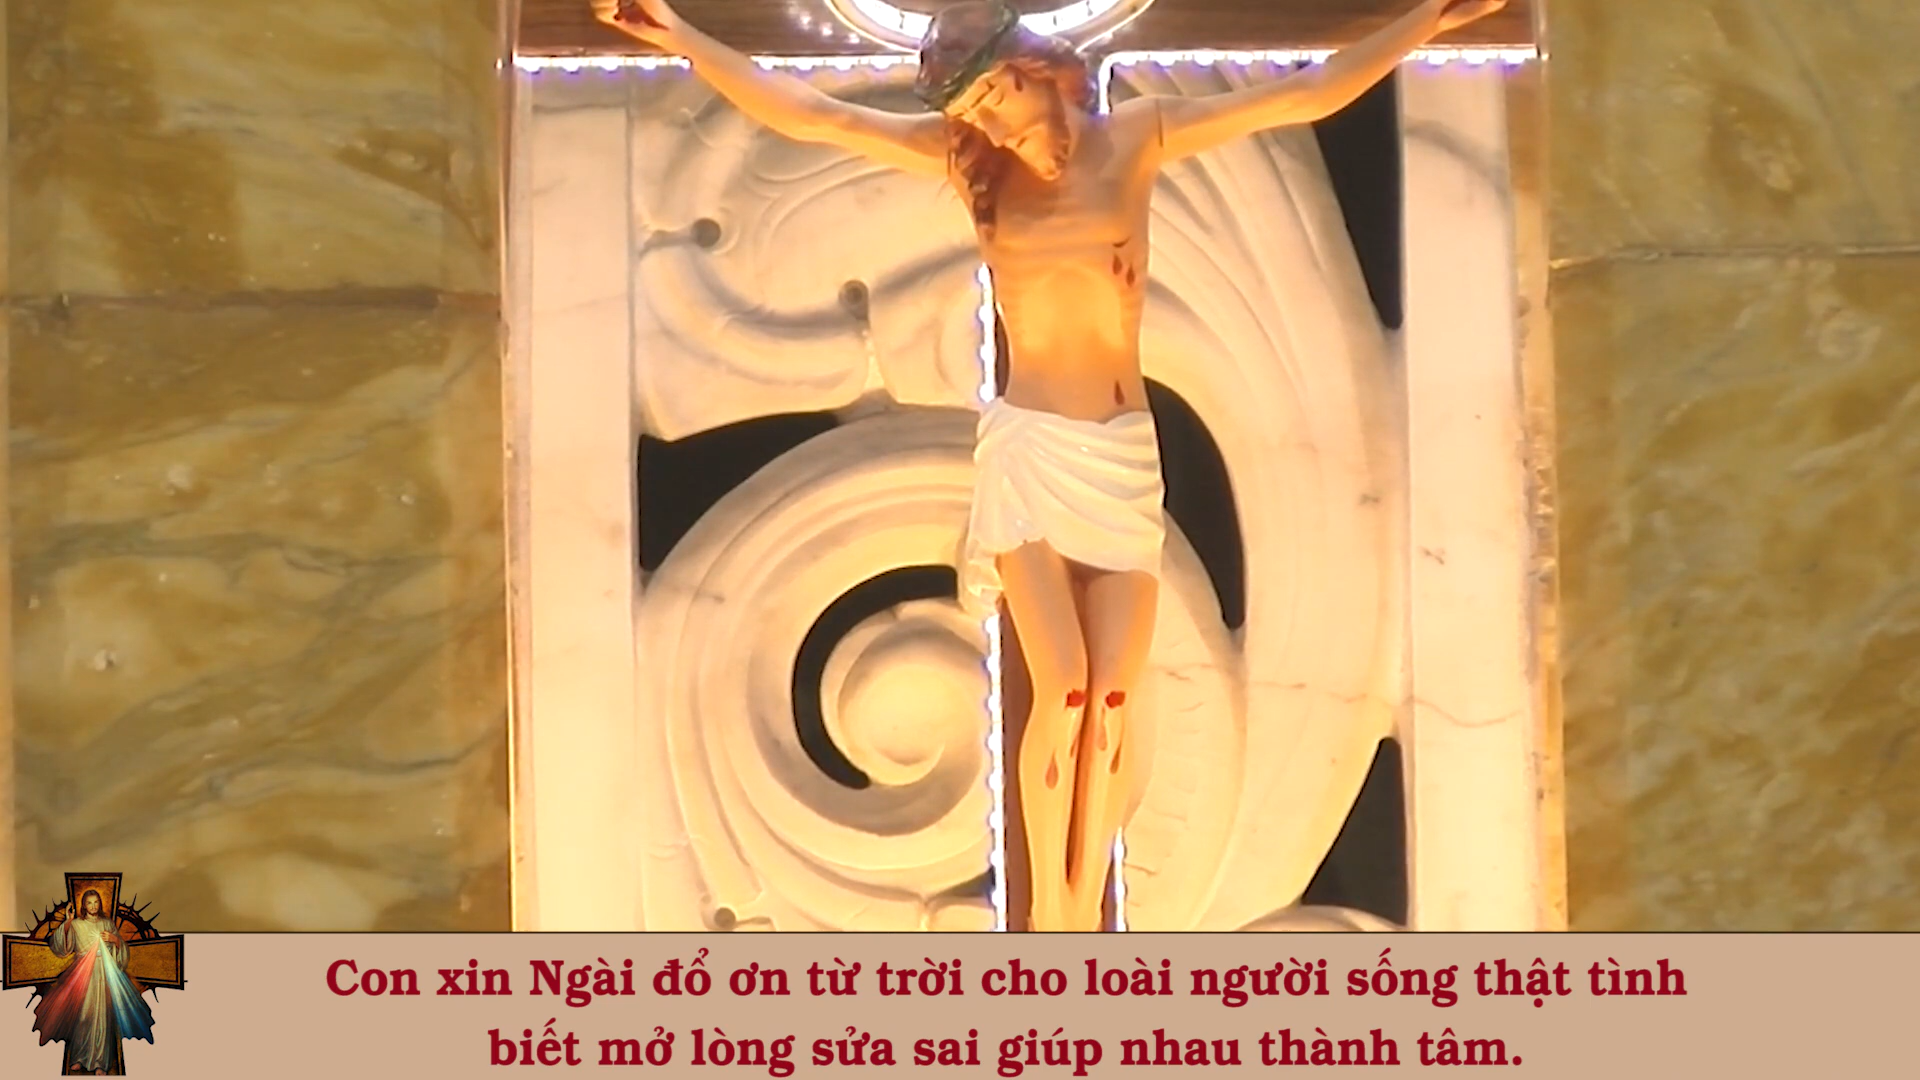 Con xin Ngài đổ ơn từ trời cho loài người sống thật tình
biết mở lòng sửa sai giúp nhau thành tâm.